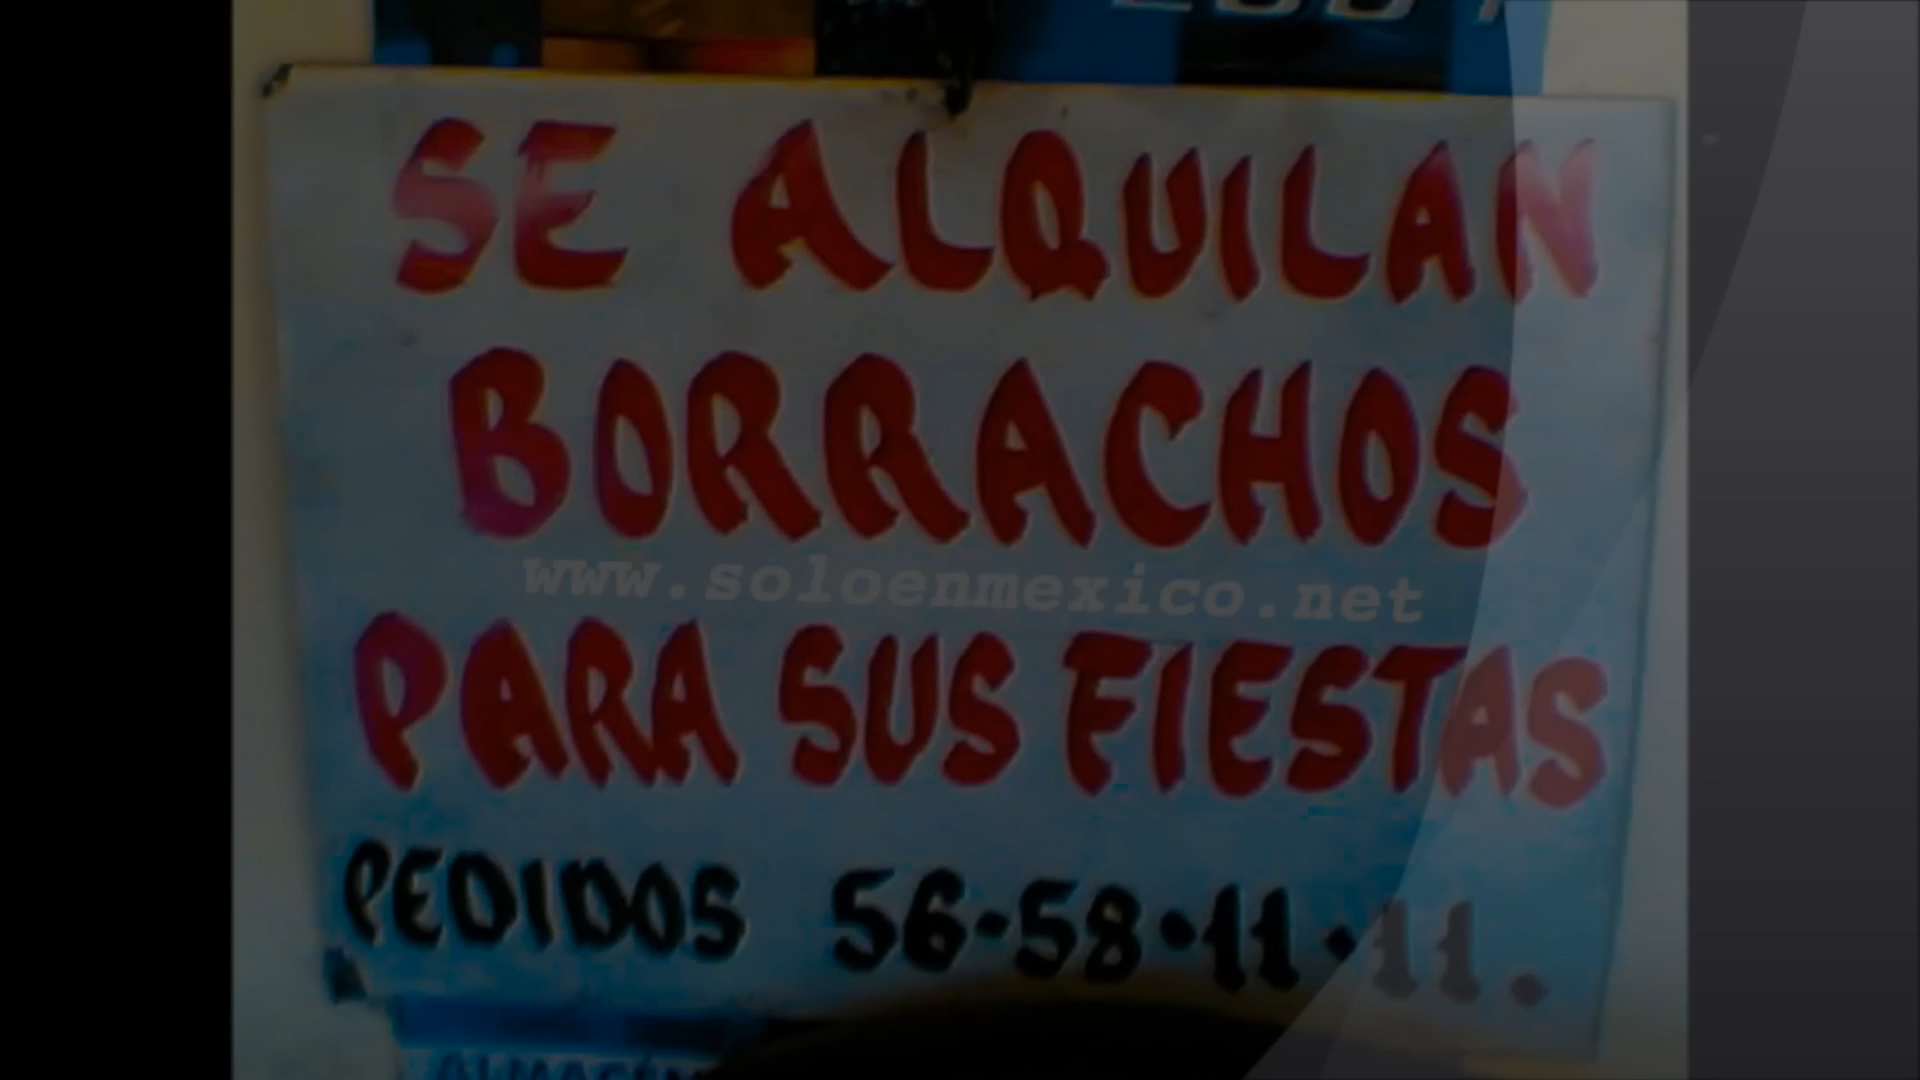 SE ALQUILAN
BORRACHOS
www.soloenmexico.net
PARA SUS FIESTAS
PEDIDOS 56-58•11•11.